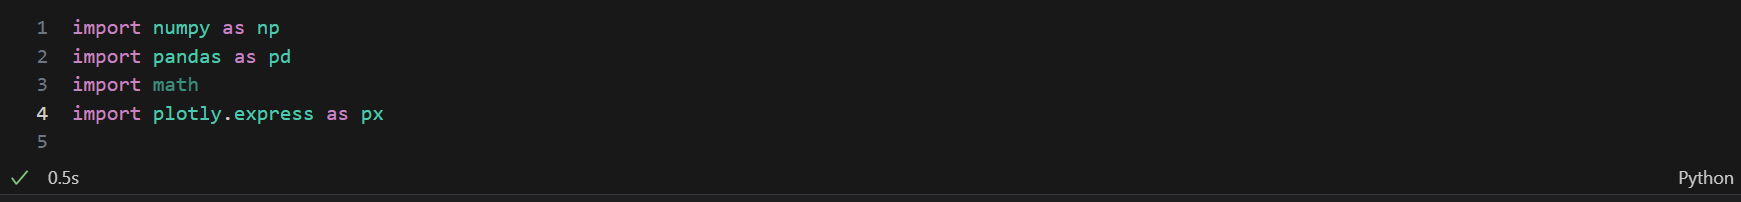 1 import numpy as np
2 import pandas as pd
3 import math
4 import plotly.express as px
5
0.5s Python